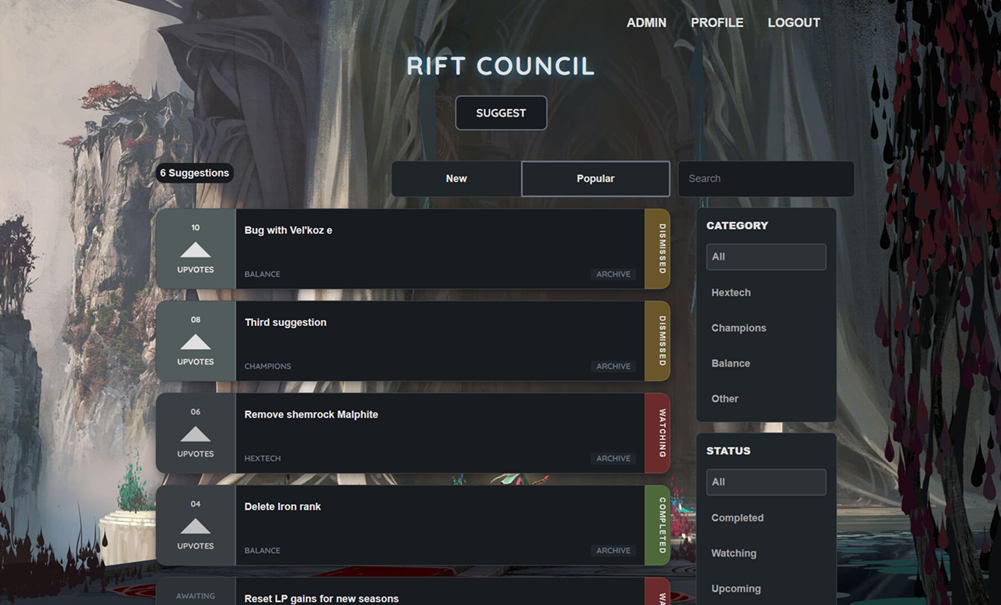 ADMIN PROFILE LOGOUT
RIFT COUNCIL
SUGGEST
6 Suggestions
New
Popular
Search
10
UPVOTES
Bug with Vel'koz e
BALANCE
ARCHIVE
DISMISSED
08
UPVOTES
Third suggestion
CHAMPIONS
ARCHIVE
DISMISSED
06
UPVOTES
Remove shemrock Malphite
HEXTECH
ARCHIVE
WATCHING
04
UPVOTES
Delete Iron rank
BALANCE
ARCHIVE
COMPLETED
AWAITING
Reset LP gains for new seasons
WA
CATEGORY
All
Hextech
Champions
Balance
Other
STATUS
All
Completed
Watching
Upcoming